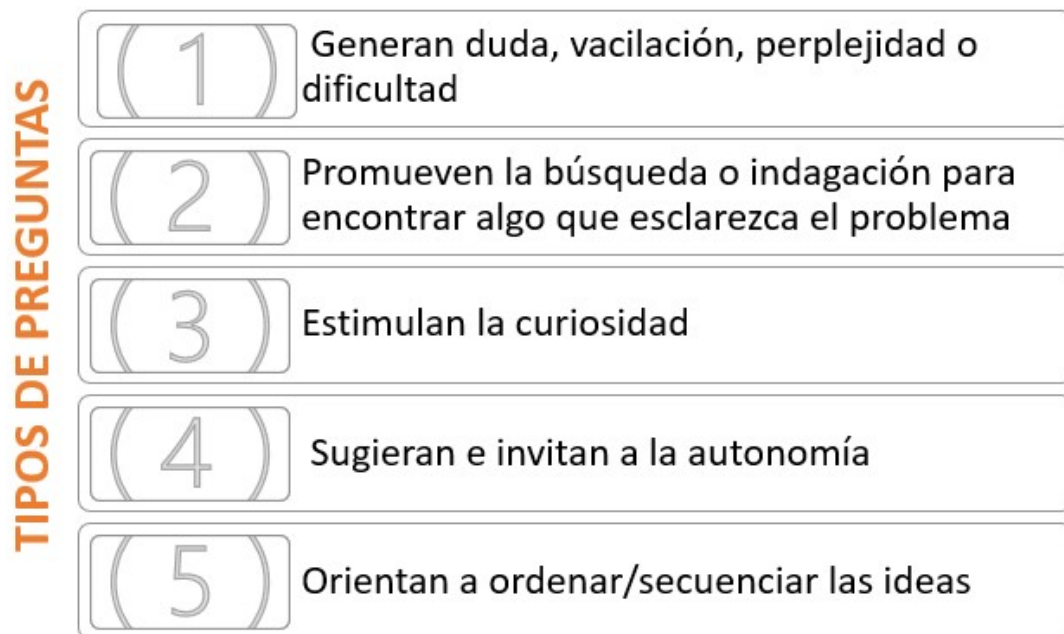 TIPOS DE PREGUNTAS
1
Generan duda, vacilación, perplejidad o
dificultad
2
Promueven la búsqueda o indagación para
encontrar algo que esclarezca el problema
3
Estimulan la curiosidad
4
Sugieran e invitan a la autonomía
5
Orientan a ordenar/secuenciar las ideas